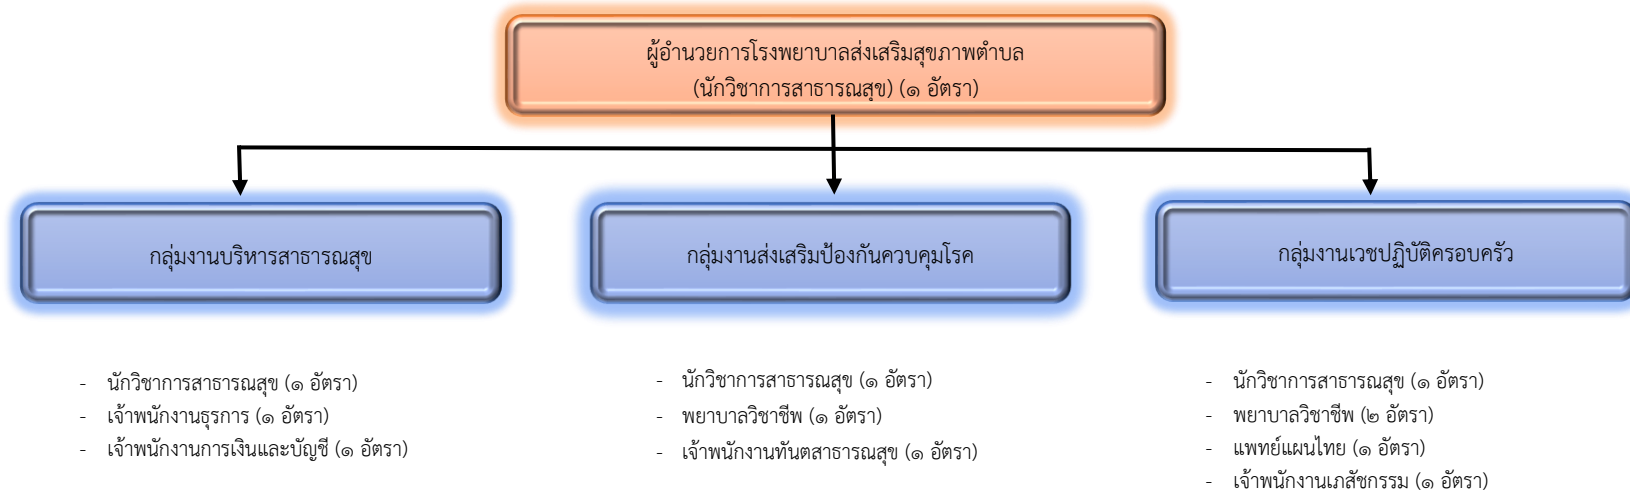 ผู้อำนวยการโรงพยาบาลส่งเสริมสุขภาพตำบล
(นักวิชาการสาธารณสุข) (๑ อัตรา)
กลุ่มงานบริหารสาธารณสุข
- นักวิชาการสาธารณสุข (๑ อัตรา)
- เจ้าพนักงานธุรการ (๑ อัตรา)
- เจ้าพนักงานการเงินและบัญชี (๑ อัตรา)
กลุ่มงานส่งเสริมป้องกันควบคุมโรค
- นักวิชาการสาธารณสุข (๑ อัตรา)
- พยาบาลวิชาชีพ (๑ อัตรา)
- เจ้าพนักงานทันตสาธารณสุข (๑ อัตรา)
กลุ่มงานเวชปฏิบัติครอบครัว
- นักวิชาการสาธารณสุข (๑ อัตรา)
- พยาบาลวิชาชีพ (๒ อัตรา)
- แพทย์แผนไทย (๑ อัตรา)
- เจ้าพนักงานเภสัชกรรม (๑ อัตรา)